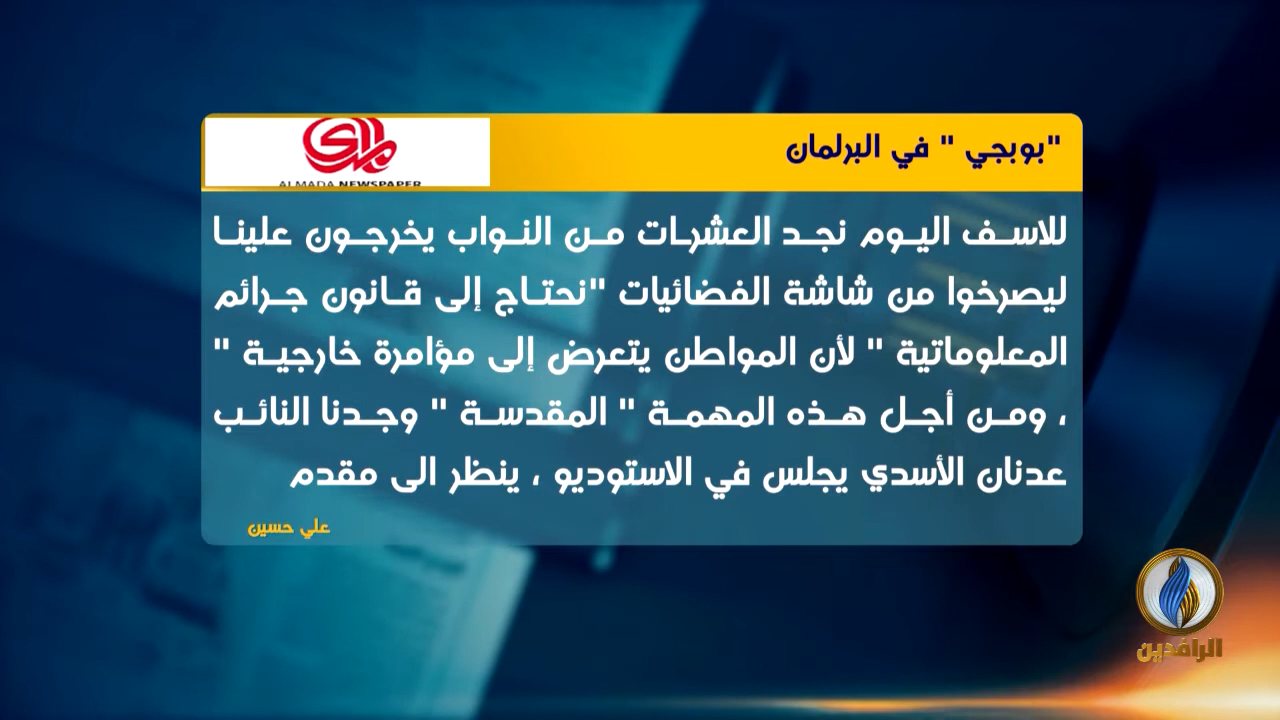 "بوبجي " في البرلمان
المدى
ALMADA NEWSPAPER
للاسف اليوم نجد العشرات من النواب يخرجون علينا
ليصرخوا من شاشة الفضائيات "نحتاج إلى قانون جرائم
المعلوماتية " لأن المواطن يتعرض إلى مؤامرة خارجية "
، ومن أجل هذه المهمة " المقدسة " وجدنا النائب
عدنان الأسدي يجلس في الاستوديو ، ينظر الى مقدم
علي حسين
الرافدين